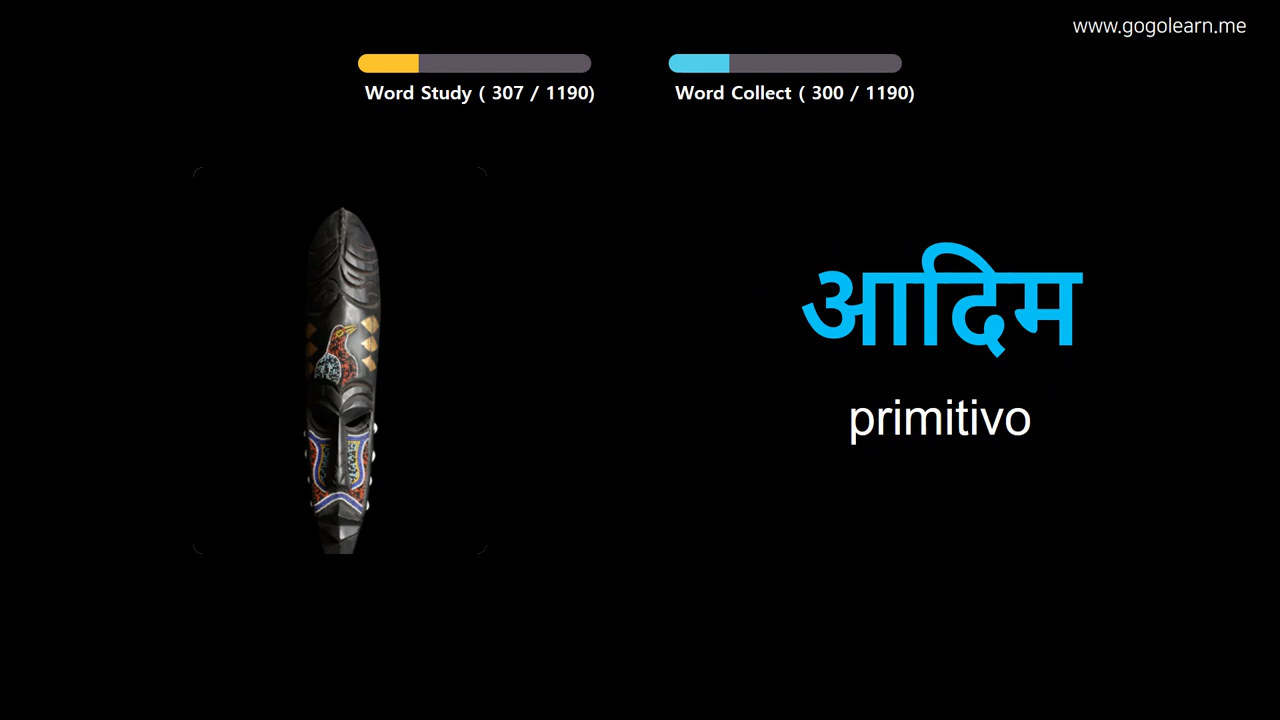 www.gogolearn.me
Word Study ( 307 / 1190)
Word Collect ( 300 / 1190)
आदिम
primitivo